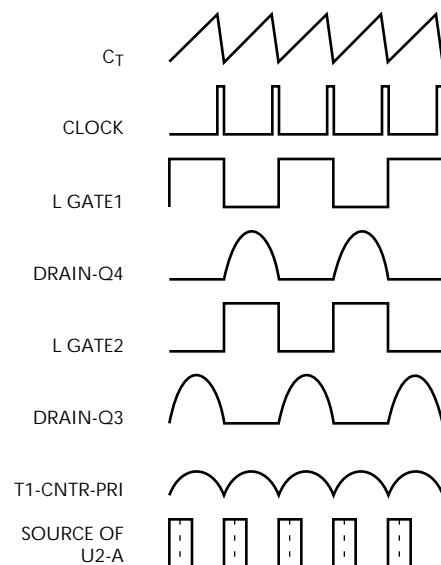 CT
CLOCK
L GATE1
DRAIN-Q4
L GATE2
DRAIN-Q3
T1-CNTR-PRI
SOURCE OF
U2-A